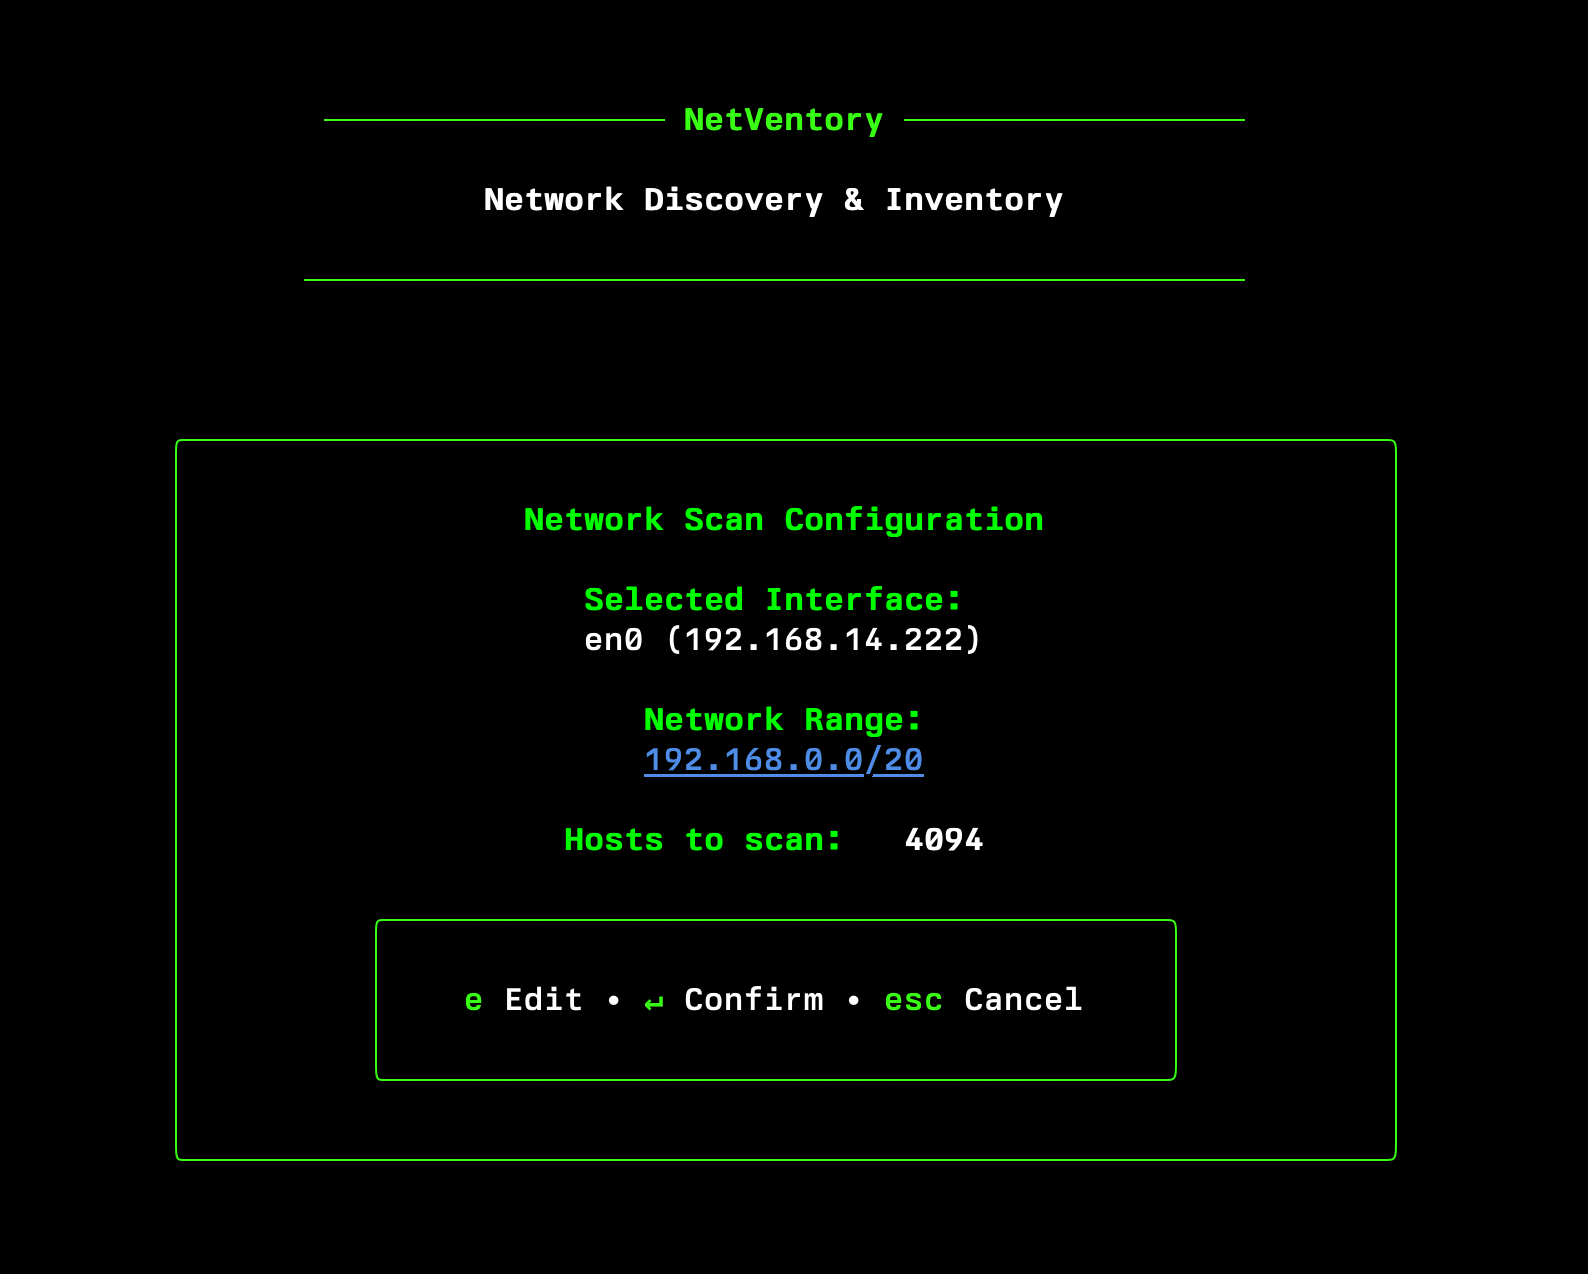 NetVentory
Network Discovery & Inventory
Network Scan Configuration
Selected Interface:
en0 (192.168.14.222)
Network Range:
192.168.0.0/20
Hosts to scan: 4094
e Edit • ↵ Confirm • esc Cancel